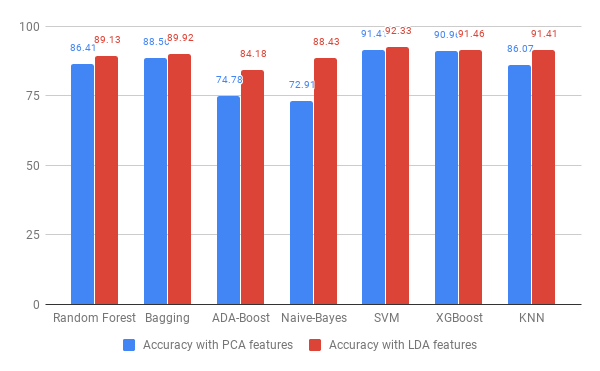 100
75
50
25
0
86.41
89.13
89.92
74.78
84.18
72.91
88.43
92.33
91.46
86.07
91.41
Random Forest
Bagging
ADA-Boost
Naive-Bayes
SVM
XGBoost
KNN
Accuracy with PCA features
Accuracy with LDA features